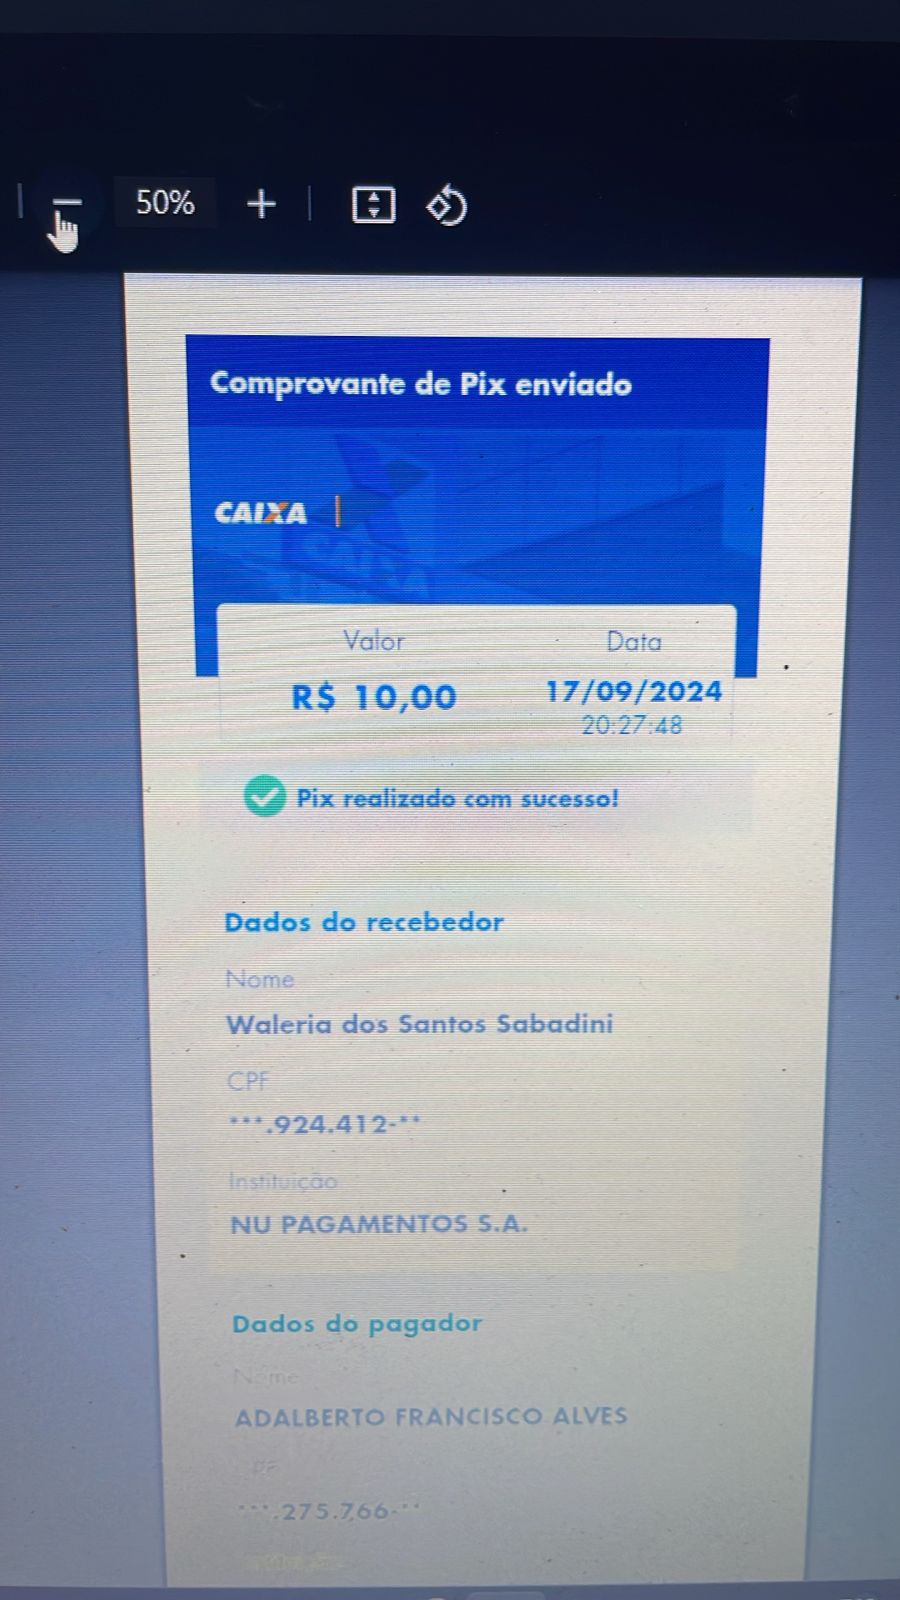 50%
Comprovante de Pix enviado
CAIXA
CAIXA
Valor Data
R$ 10,00 17/09/2024
20:27:48
Pix realizado com sucesso!
Dados do recebedor
Nome
Waleria dos Santos Sabadini
CPF
***.924.412-**
Instituição
NU PAGAMENTOS S.A.
Dados do pagador
Nome
ADALBERTO FRANCISCO ALVES
CPF
***.275.766-**